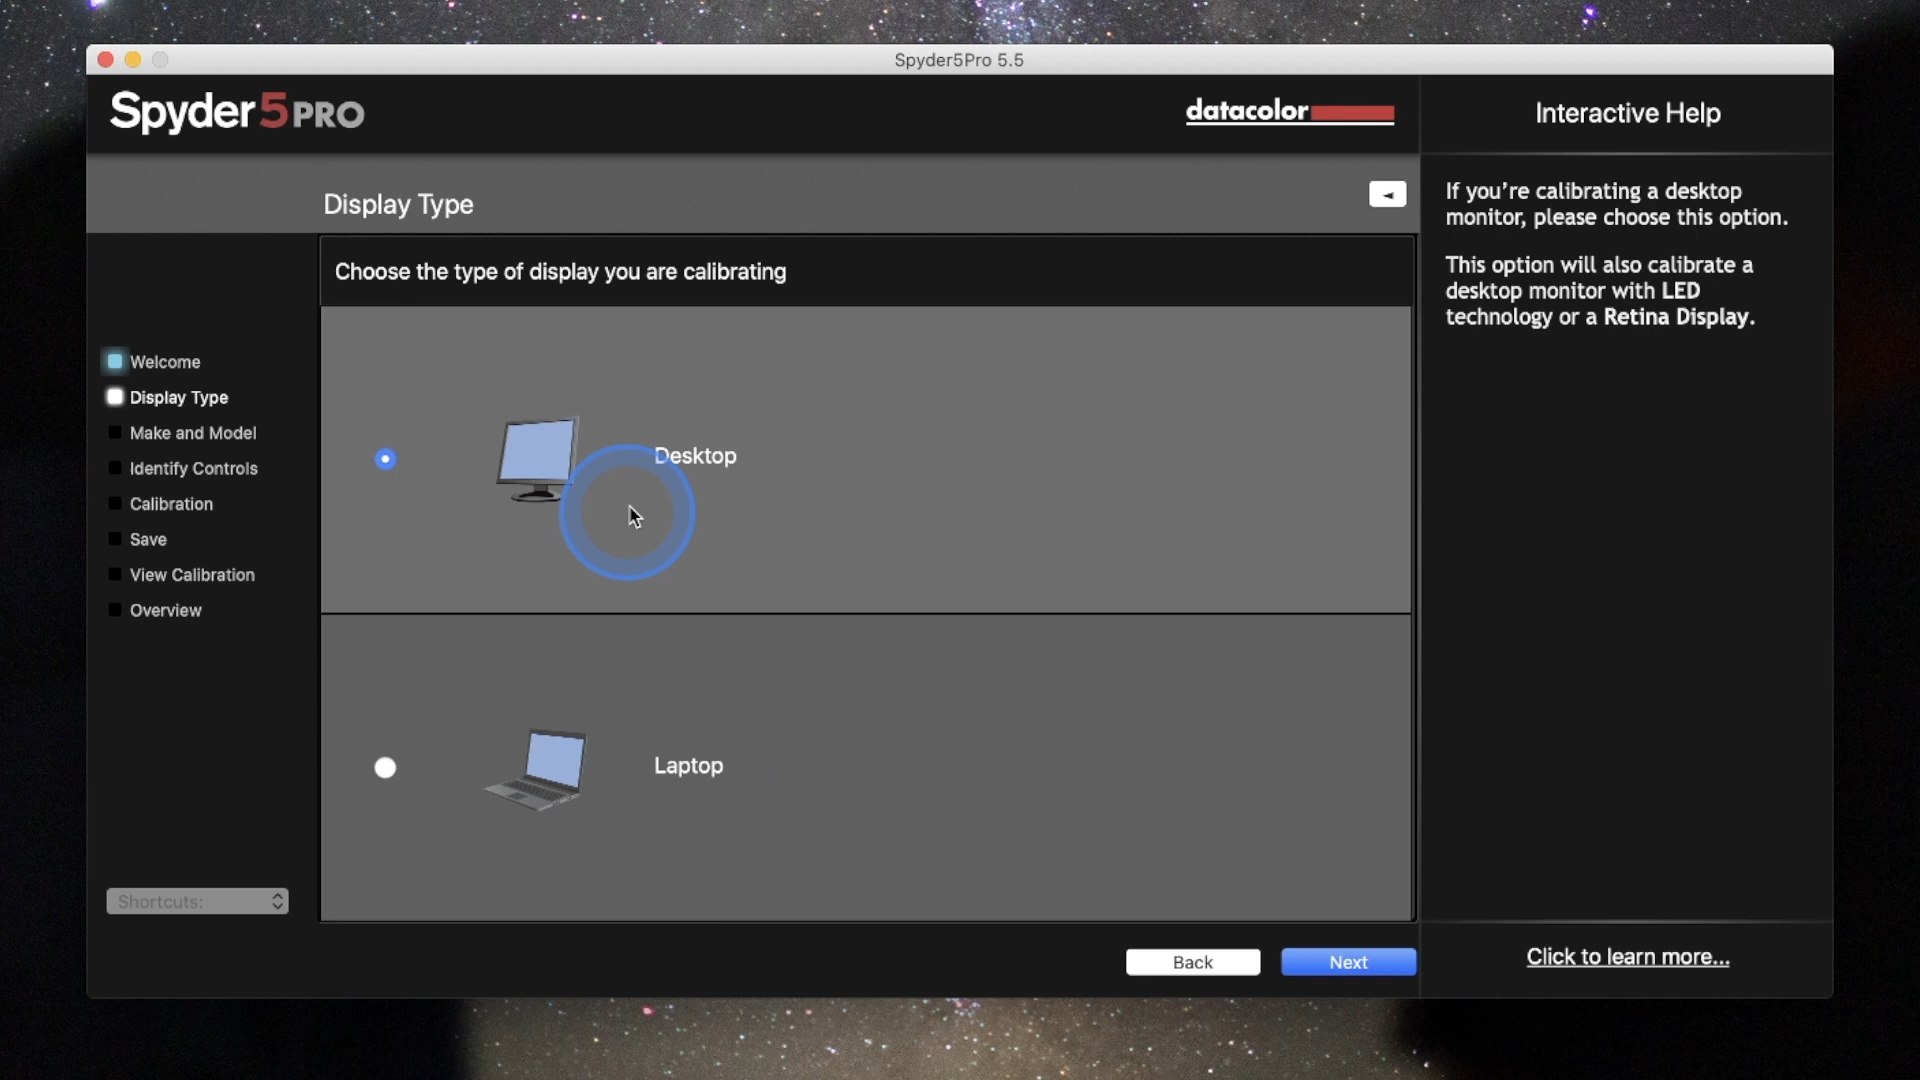 Spyder5Pro 5.5
Spyder5PRO
datacolor
Interactive Help
Display Type
If you're calibrating a desktop
monitor, please choose this option.
This option will also calibrate a
desktop monitor with LED
technology or a Retina Display.
Choose the type of display you are calibrating
Welcome
Display Type
Make and Model
Identify Controls
Calibration
Save
View Calibration
Overview
Desktop
Laptop
Shortcuts:
Back
Next
Click to learn more...